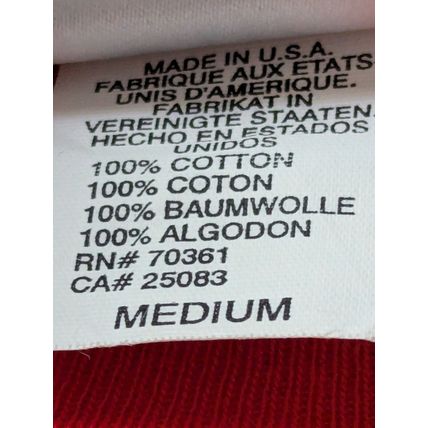 MADE IN U.S.A.
FABRIQUE AUX ETATS
UNIS D'AMERIQUE.
FABRIKAT IN
VEREINIGTE STAATEN.
HECHO EN ESTADOS
UNIDOS
100% COTTON
100% COTON
100% BAUMWOLLE
100% ALGODON
RN# 70361
CA# 25083
MEDIUM